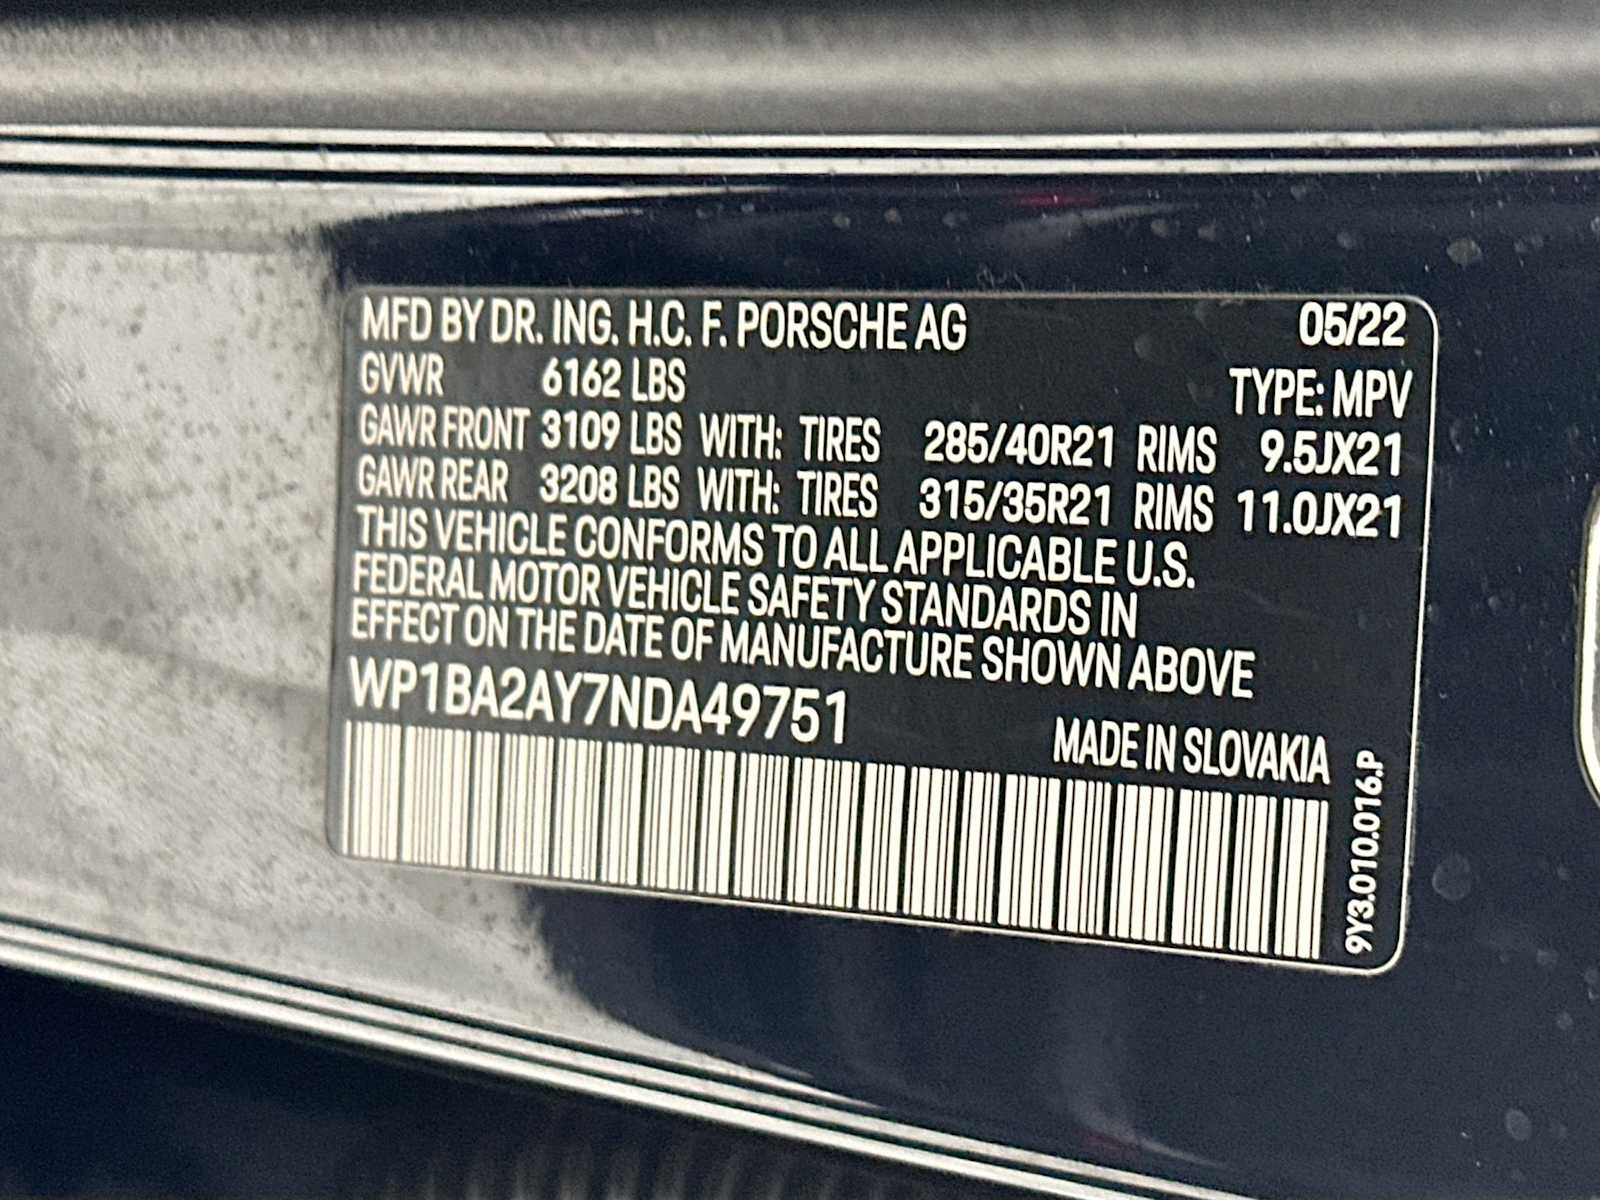 MFD BY DR. ING. H.C. F. PORSCHE AG 05/22
GVWR 6162 LBS TYPE: MPV
GAWR FRONT 3109 LBS WITH: TIRES 285/40R21 RIMS 9.5JX21
GAWR REAR 3208 LBS WITH: TIRES 315/35R21 RIMS 11.0JX21
THIS VEHICLE CONFORMS TO ALL APPLICABLE U.S.
FEDERAL MOTOR VEHICLE SAFETY STANDARDS IN
EFFECT ON THE DATE OF MANUFACTURE SHOWN ABOVE
WP1BA2AY7NDA49751
MADE IN SLOVAKIA
9Y3.010.016.P